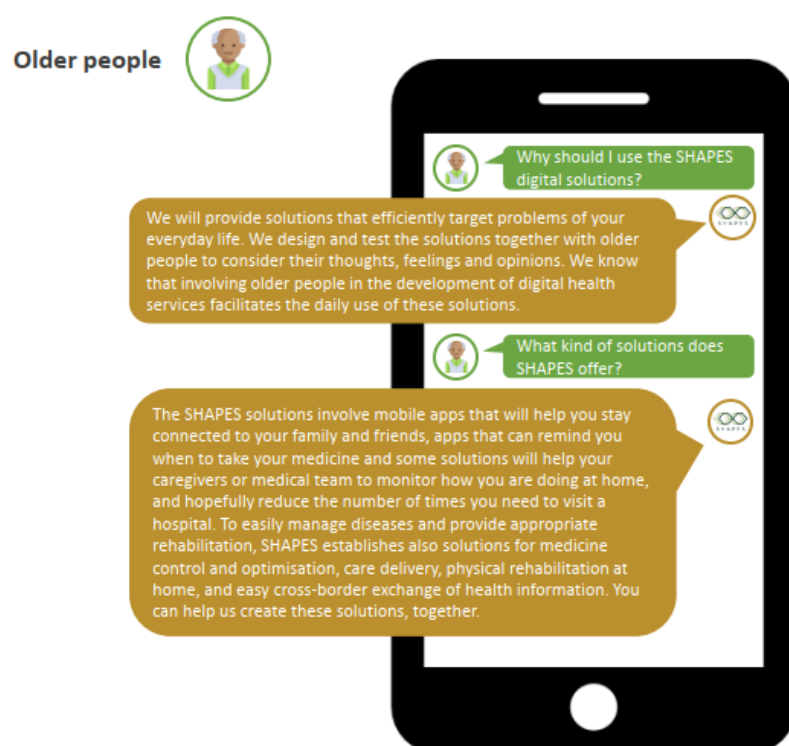 Older people
Why should I use the SHAPES
digital solutions?
We will provide solutions that efficiently target problems of your
everyday life. We design and test the solutions together with older
people to consider their thoughts, feelings and opinions. We know
that involving older people in the development of digital health
services facilitates the daily use of these solutions.
SHAPES
What kind of solutions does
SHAPES offer?
The SHAPES solutions involve mobile apps that will help you stay
connected to your family and friends, apps that can remind you
when to take your medicine and some solutions will help your
caregivers or medical team to monitor how you are doing at home,
and hopefully reduce the number of times you need to visit a
hospital. To easily manage diseases and provide appropriate
rehabilitation, SHAPES establishes also solutions for medicine
control and optimisation, care delivery, physical rehabilitation at
home, and easy cross-border exchange of health information. You
can help us create these solutions, together.
SHAPES